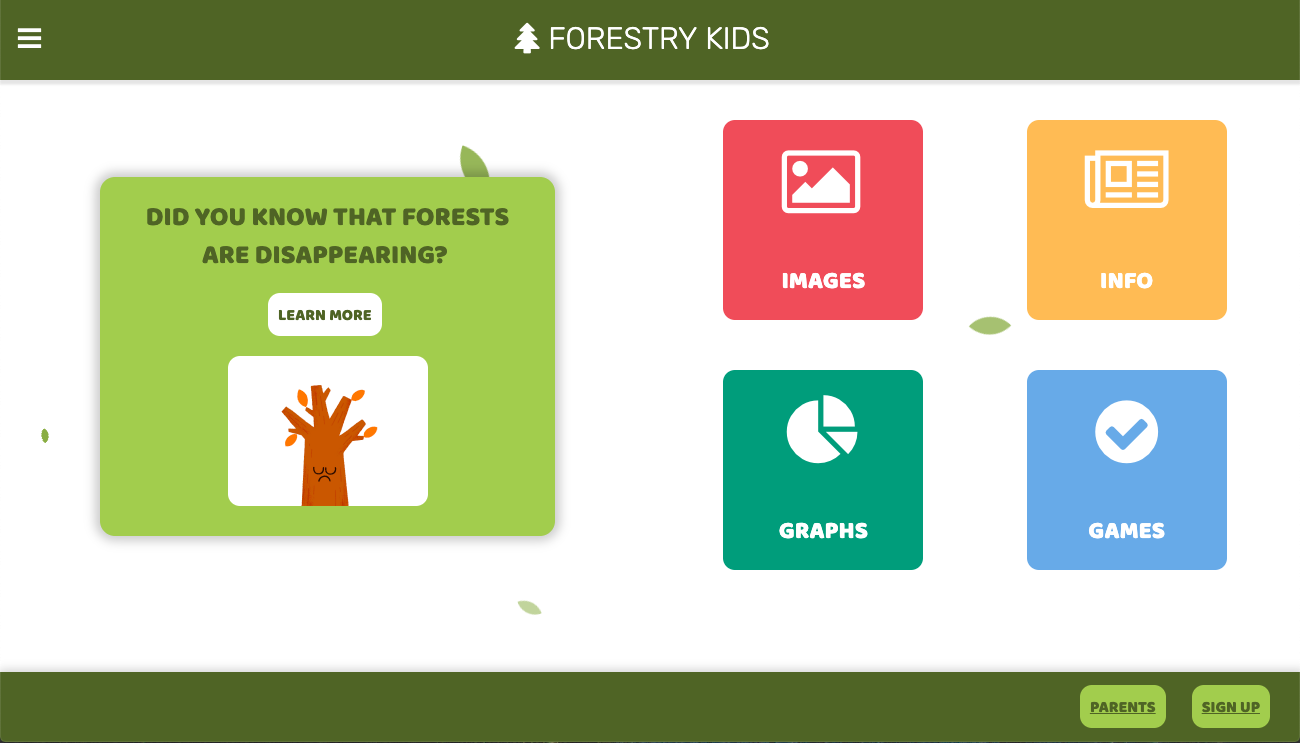 FORESTRY KIDS
DID YOU KNOW THAT FORESTS
ARE DISAPPEARING?
LEARN MORE
IMAGES
INFO
GRAPHS
GAMES
PARENTS
SIGN UP